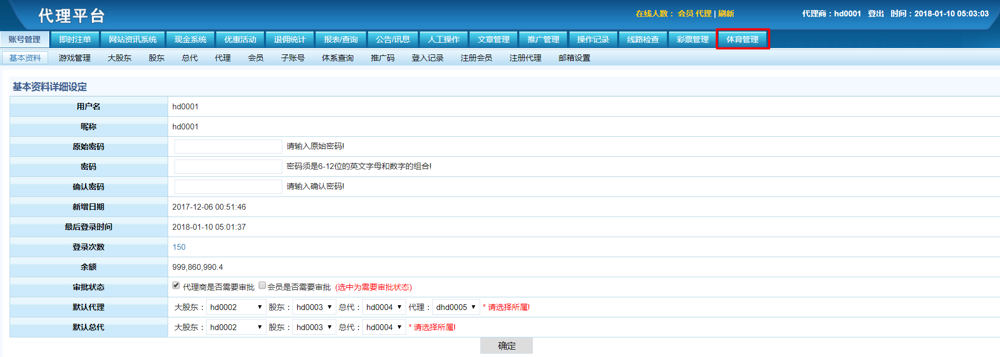 代理平台
在线人数： 会员 代理 | 刷新
代理商：hd0001 登出 时间：2018-01-10 05:03:03
账号管理 即时注单 网站资讯系统 现金系统 优惠活动 退佣统计 报表/查询 公告/讯息 人工操作 文章管理 推广管理 操作记录 线路检查 彩票管理 体育管理
基本资料 游戏管理 大股东 股东 总代 代理 会员 子账号 体系查询 推广码 登入记录 注册会员 注册代理 邮箱设置
基本资料详细设定
用户名 hd0001
昵称 hd0001
原始密码 请输入原始密码!
密码 密码须是6-12位的英文字母和数字的组合!
确认密码 请输入确认密码!
新增日期 2017-12-06 00:51:46
最后登录时间 2018-01-10 05:01:37
登录次数 150
余额 999,860,990.4
审批状态 代理商是否需要审批 会员是否需要审批 (选中为需要审批状态)
默认代理 大股东：hd0002 股东：hd0003 总代：hd0004 代理：dhd0005 * 请选择所属!
默认总代 大股东：hd0002 股东：hd0003 总代：hd0004 * 请选择所属!
确定